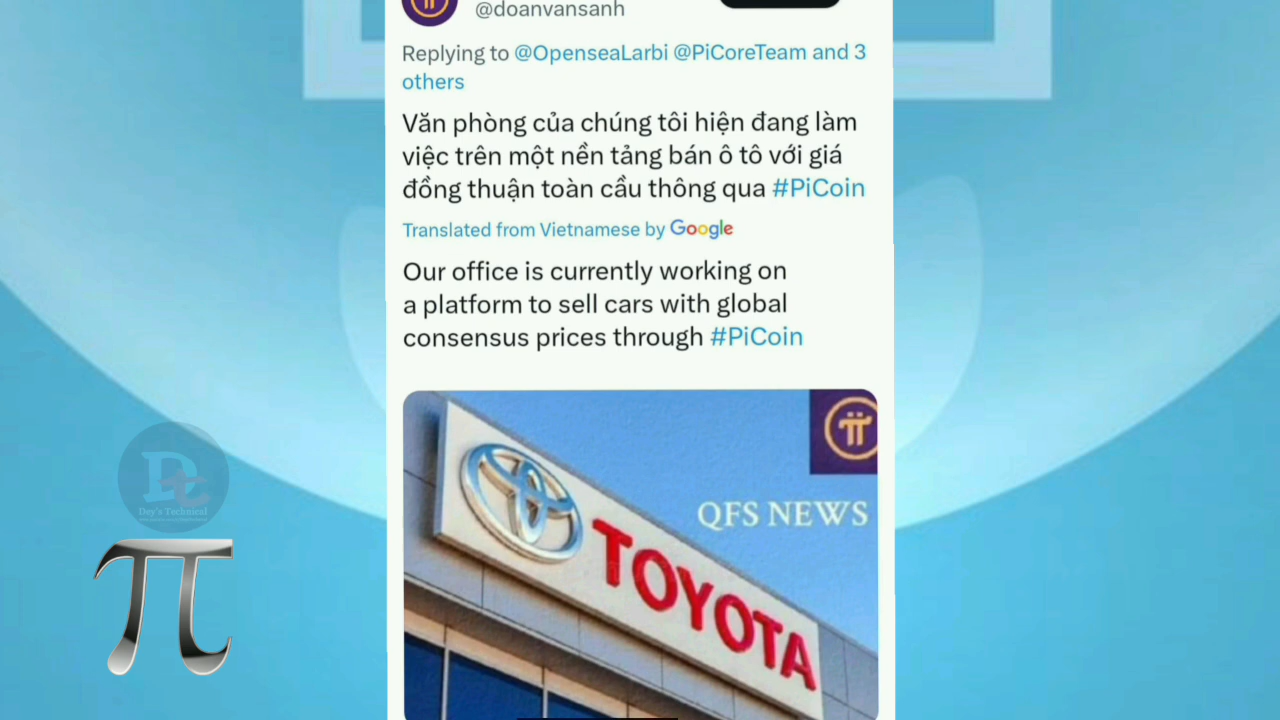 @doanvansanh
Replying to @OpenseaLarbi @PiCoreTeam and 3
others
Văn phòng của chúng tôi hiện đang làm
việc trên một nền tảng bán ô tô với giá
đồng thuận toàn cầu thông qua #PiCoin
Translated from Vietnamese by Google
Our office is currently working on
a platform to sell cars with global
consensus prices through #PiCoin
QFS NEWS
TOYOTA
Dey's Technical
π